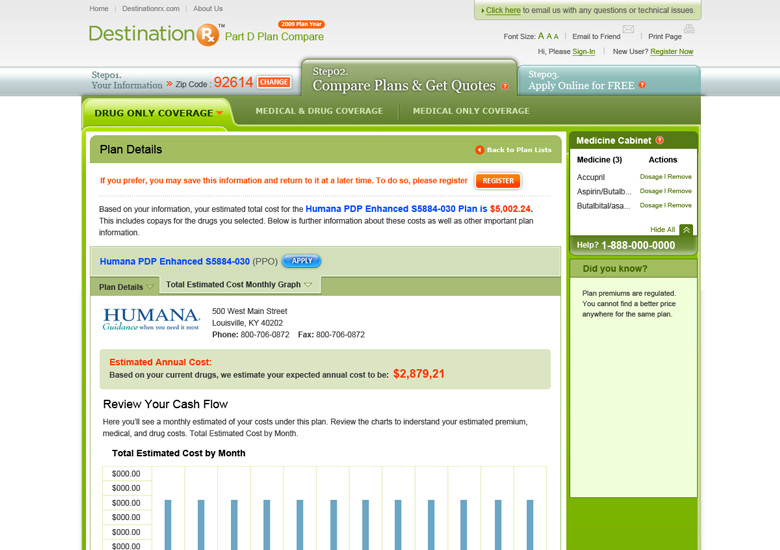 Home | Destinationrx.com | About Us
Click here to email us with any questions or technical issues.
Destination Rx ™ Part D Plan Compare
2009 Plan Year
Font Size: A A A | Email to Friend | Print Page
Hi, Please Sign-In | New User? Register Now
Step01.
Your Information » Zip Code : 92614 CHANGE
Step02.
Compare Plans & Get Quotes ?
Step03.
Apply Online for FREE ?
DRUG ONLY COVERAGE
MEDICAL & DRUG COVERAGE
MEDICAL ONLY COVERAGE
Plan Details
Back to Plan Lists
If you prefer, you may save this information and return to it at a later time. To do so, please register REGISTER
Based on your information, your estimated total cost for the Humana PDP Enhanced S5884-030 Plan is $5,002.24.
This includes copays for the drugs you selected. Below is further information about these costs as well as other important plan
information.
Humana PDP Enhanced S5884-030 (PPO) APPLY
Plan Details
Total Estimated Cost Monthly Graph
HUMANA
Guidance when you need it most
500 West Main Street
Louisville, KY 40202
Phone: 800-706-0872 Fax: 800-706-0872
Estimated Annual Cost:
Based on your current drugs, we estimate your expected annual cost to be: $2,879,21
Review Your Cash Flow
Here you'll see a monthly estimated of your costs under this plan. Review the charts to inderstand your estimated premium,
medical, and drug costs. Total Estimated Cost by Month.
Total Estimated Cost by Month
$000.00
$000.00
$000.00
$000.00
$000.00
$000.00
Medicine Cabinet ?
Medicine (3) Actions
Accupril Dosage I Remove
Aspirin/Butalb... Dosage I Remove
Butalbital/asa... Dosage I Remove
Hide All
Help? 1-888-000-0000
Did you know?
Plan premiums are regulated.
You cannot find a better price
anywhere for the same plan.